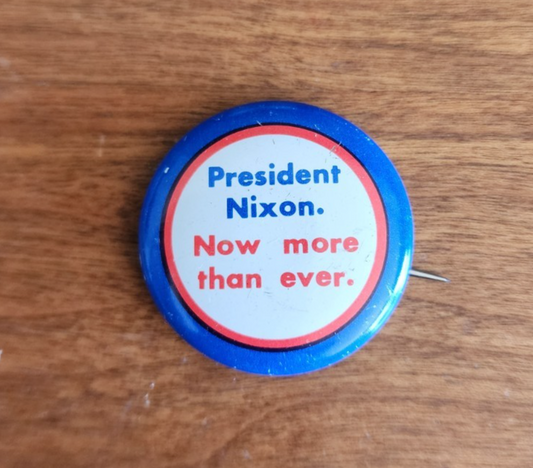 President
Nixon.
Now more
than ever.